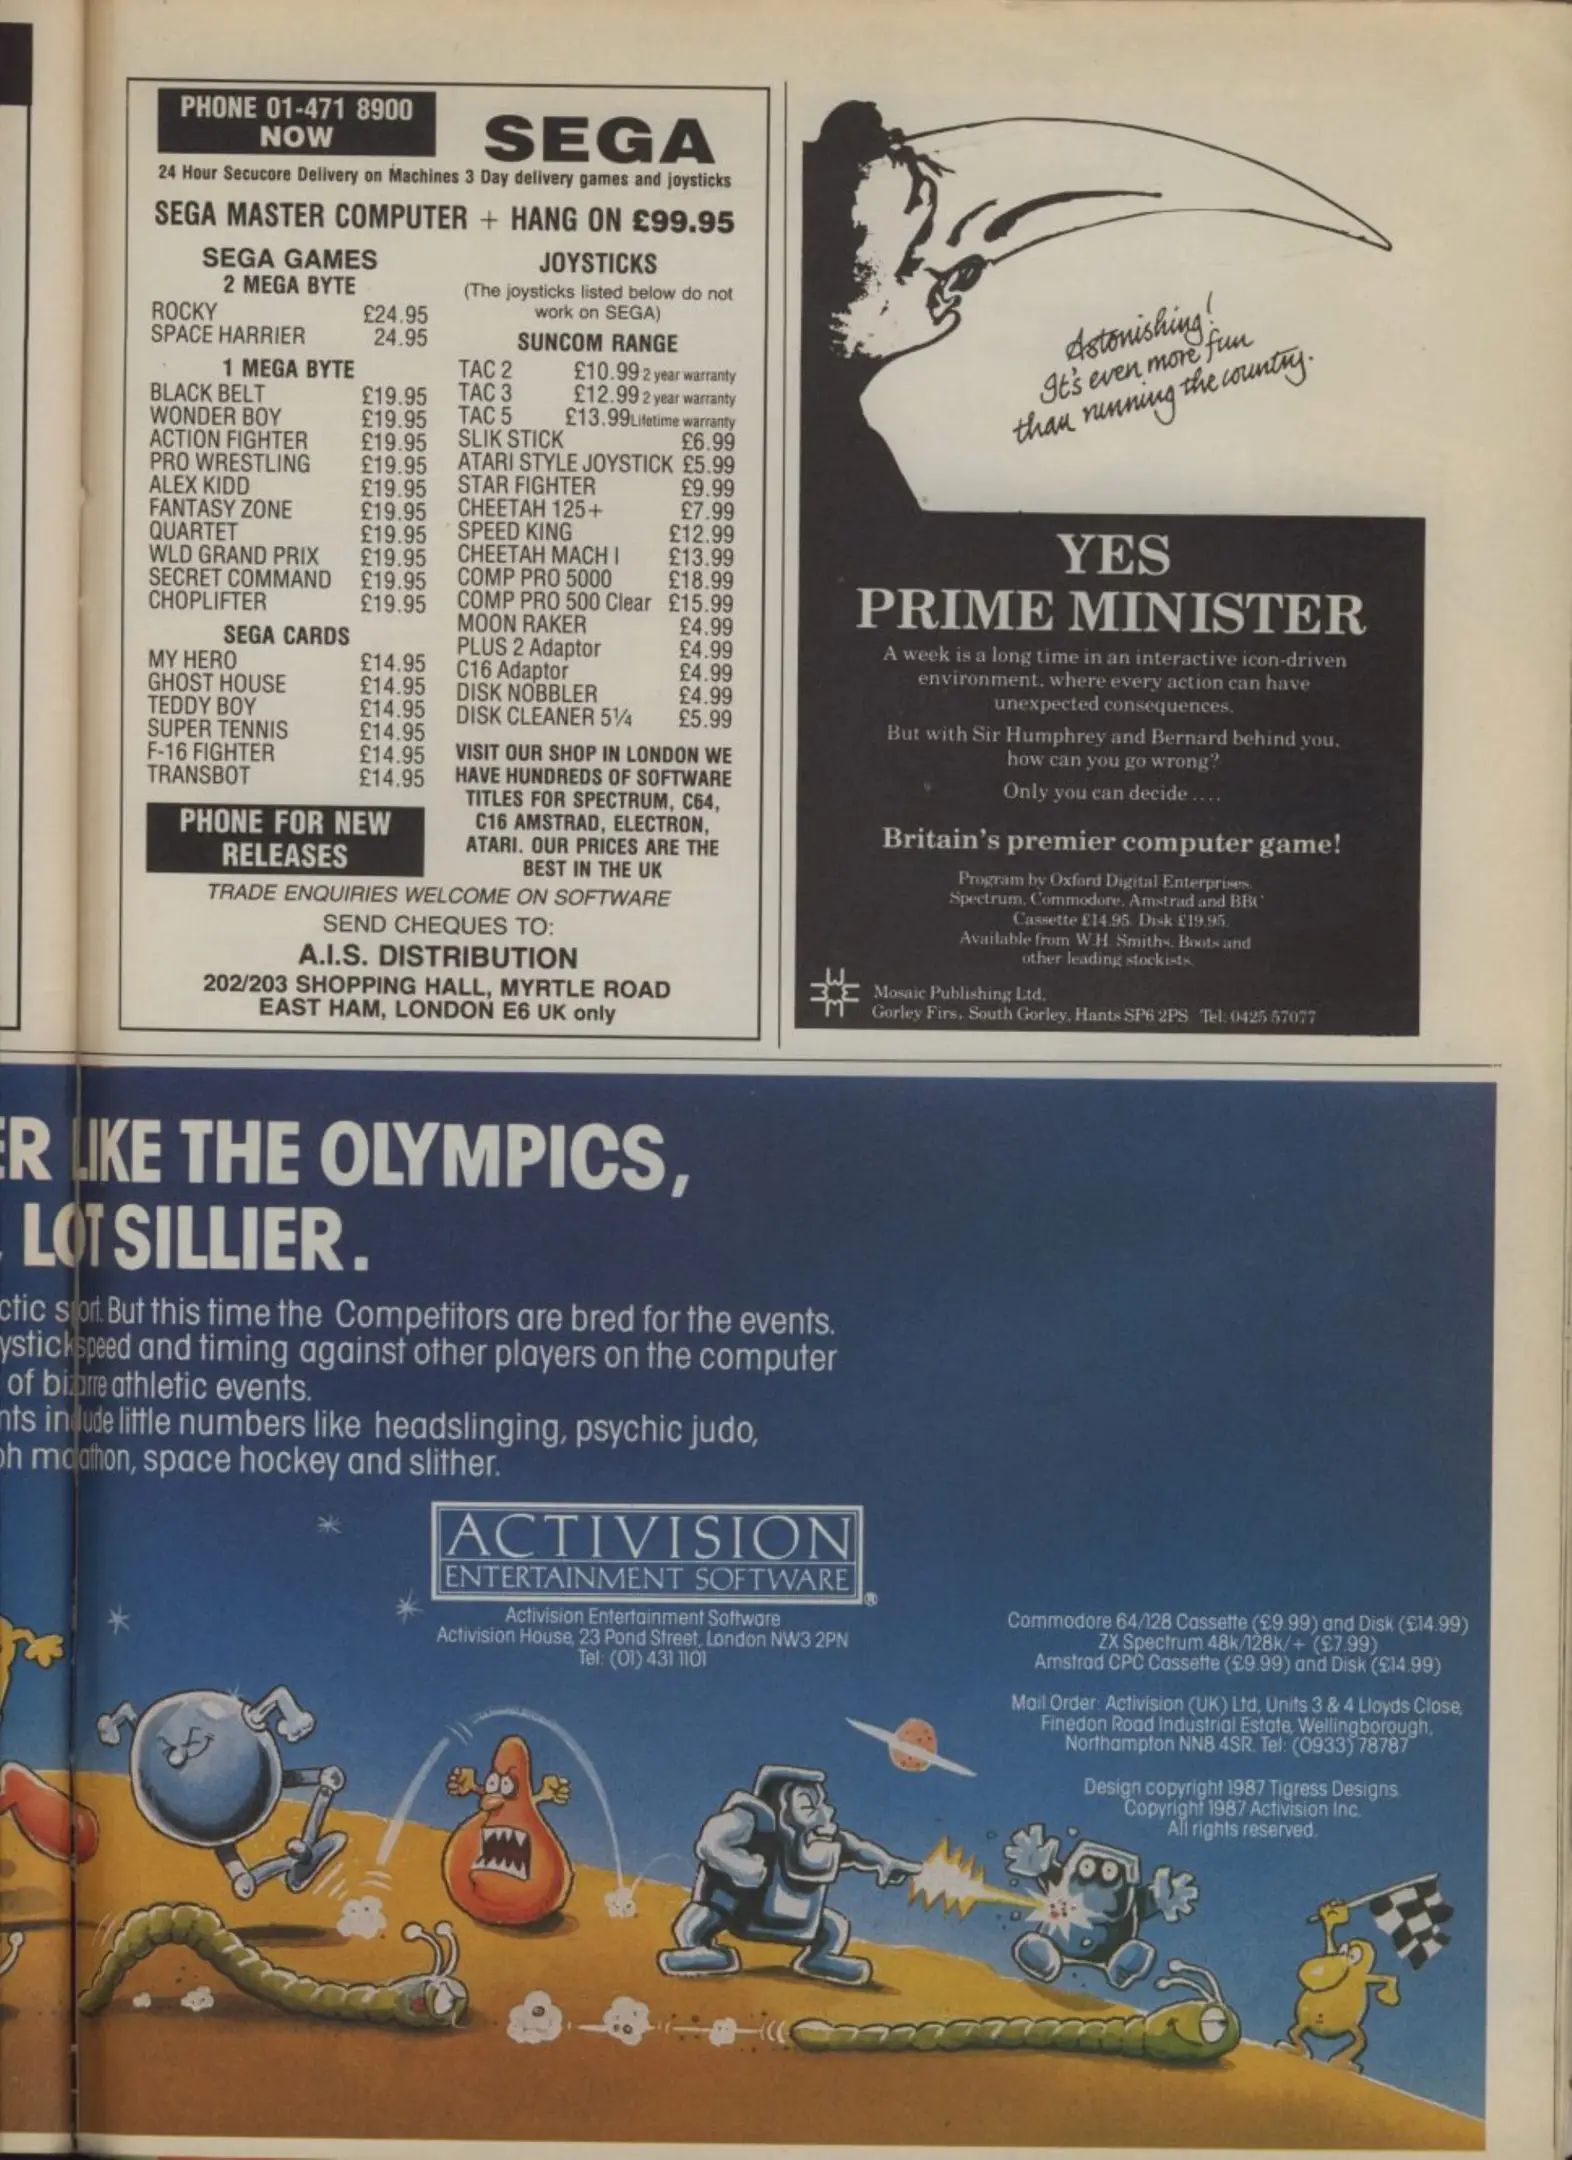 PHONE 01-471 8900
NOW
SEGA
24 Hour Secucore Delivery on Machines 3 Day delivery games and joysticks
SEGA MASTER COMPUTER + HANG ON £99.95
SEGA GAMES
2 MEGA BYTE
ROCKY £24.95
SPACE HARRIER 24.95
1 MEGA BYTE
BLACK BELT £19.95
WONDER BOY £19.95
ACTION FIGHTER £19.95
PRO WRESTLING £19.95
ALEX KIDD £19.95
FANTASY ZONE £19.95
QUARTET £19.95
WLD GRAND PRIX £19.95
SECRET COMMAND £19.95
CHOPLIFTER £19.95
SEGA CARDS
MY HERO £14.95
GHOST HOUSE £14.95
TEDDY BOY £14.95
SUPER TENNIS £14.95
F-16 FIGHTER £14.95
TRANSBOT £14.95
PHONE FOR NEW
RELEASES
JOYSTICKS
(The joysticks listed below do not
work on SEGA)
SUNCOM RANGE
TAC 2 £10.99 2 year warranty
TAC 3 £12.99 2 year warranty
TAC 5 £13.99 Lifetime warranty
SLIK STICK £6.99
ATARI STYLE JOYSTICK £5.99
STAR FIGHTER £9.99
CHEETAH 125+ £7.99
SPEED KING £12.99
CHEETAH MACH I £13.99
COMP PRO 5000 £18.99
COMP PRO 500 Clear £15.99
MOON RAKER £4.99
PLUS 2 Adaptor £4.99
C16 Adaptor £4.99
DISK NOBBLER £4.99
DISK CLEANER 5¼ £5.99
VISIT OUR SHOP IN LONDON WE
HAVE HUNDREDS OF SOFTWARE
TITLES FOR SPECTRUM, C64,
C16 AMSTRAD, ELECTRON,
ATARI. OUR PRICES ARE THE
BEST IN THE UK
TRADE ENQUIRIES WELCOME ON SOFTWARE
SEND CHEQUES TO:
A.I.S. DISTRIBUTION
202/203 SHOPPING HALL, MYRTLE ROAD
EAST HAM, LONDON E6 UK only
Astonishing!
It's even more fun
than running the country.
YES
PRIME MINISTER
A week is a long time in an interactive icon-driven
environment, where every action can have
unexpected consequences.
But with Sir Humphrey and Bernard behind you,
how can you go wrong?
Only you can decide ....
Britain's premier computer game!
Program by Oxford Digital Enterprises.
Spectrum, Commodore, Amstrad and BBC
Cassette £14.95. Disk £19.95.
Available from W.H. Smiths, Boots and
other leading stockists.
Mosaic Publishing Ltd,
Gorley Firs, South Gorley, Hants SP6 2PS Tel: 0425 57077
ER LIKE THE OLYMPICS,
LOT SILLIER.
ctic sport. But this time the Competitors are bred for the events.
ystick speed and timing against other players on the computer
of bizarre athletic events.
nts include little numbers like headslinging, psychic judo,
oh marathon, space hockey and slither.
ACTIVISION
ENTERTAINMENT SOFTWARE
®
Activision Entertainment Software
Activision House, 23 Pond Street, London NW3 2PN
Tel: (01) 431 1101
Commodore 64/128 Cassette (£9.99) and Disk (£14.99)
ZX Spectrum 48k/128k/+ (£7.99)
Amstrad CPC Cassette (£9.99) and Disk (£14.99)
Mail Order: Activision (UK) Ltd, Units 3 & 4 Lloyds Close,
Finedon Road Industrial Estate, Wellingborough,
Northampton NN8 4SR. Tel: (0933) 78787
Design copyright 1987 Tigress Designs.
Copyright 1987 Activision Inc.
All rights reserved.